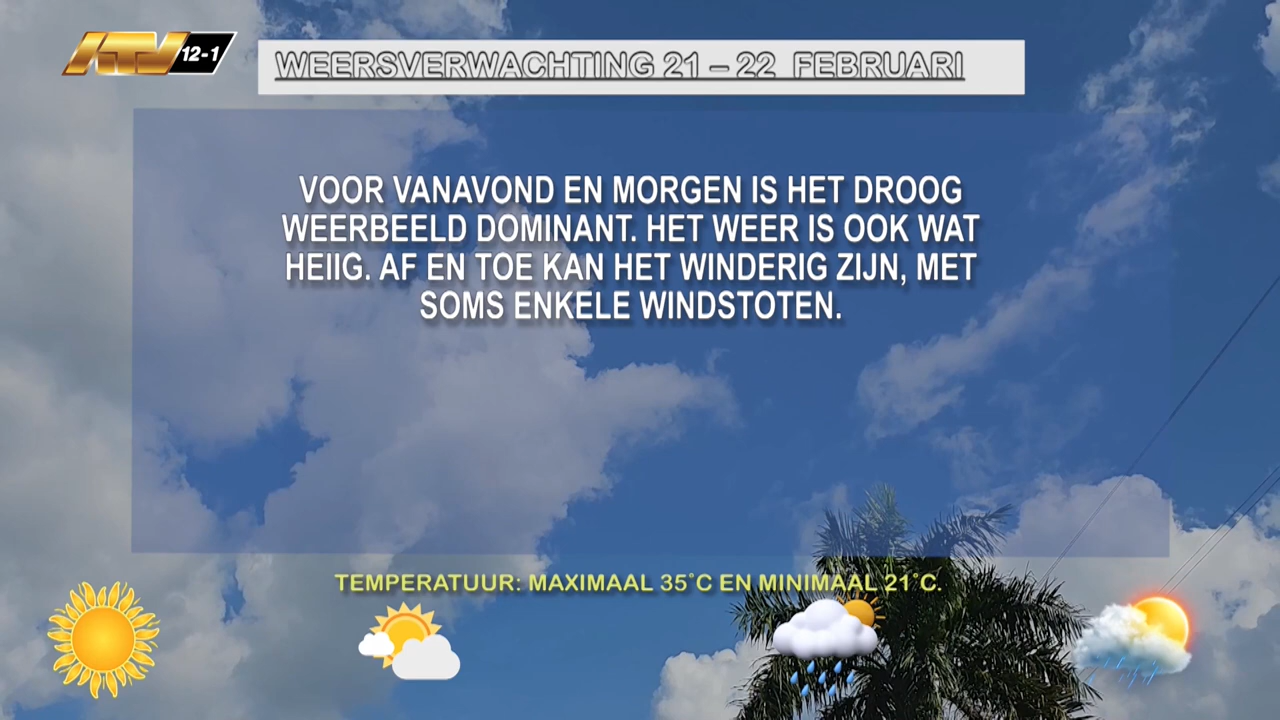 ATV 12-1
WEERSVERWACHTING 21 – 22 FEBRUARI
VOOR VANAVOND EN MORGEN IS HET DROOG
WEERBEELD DOMINANT. HET WEER IS OOK WAT
HEIIG. AF EN TOE KAN HET WINDERIG ZIJN, MET
SOMS ENKELE WINDSTOTEN.
TEMPERATUUR: MAXIMAAL 35°C EN MINIMAAL 21°C.